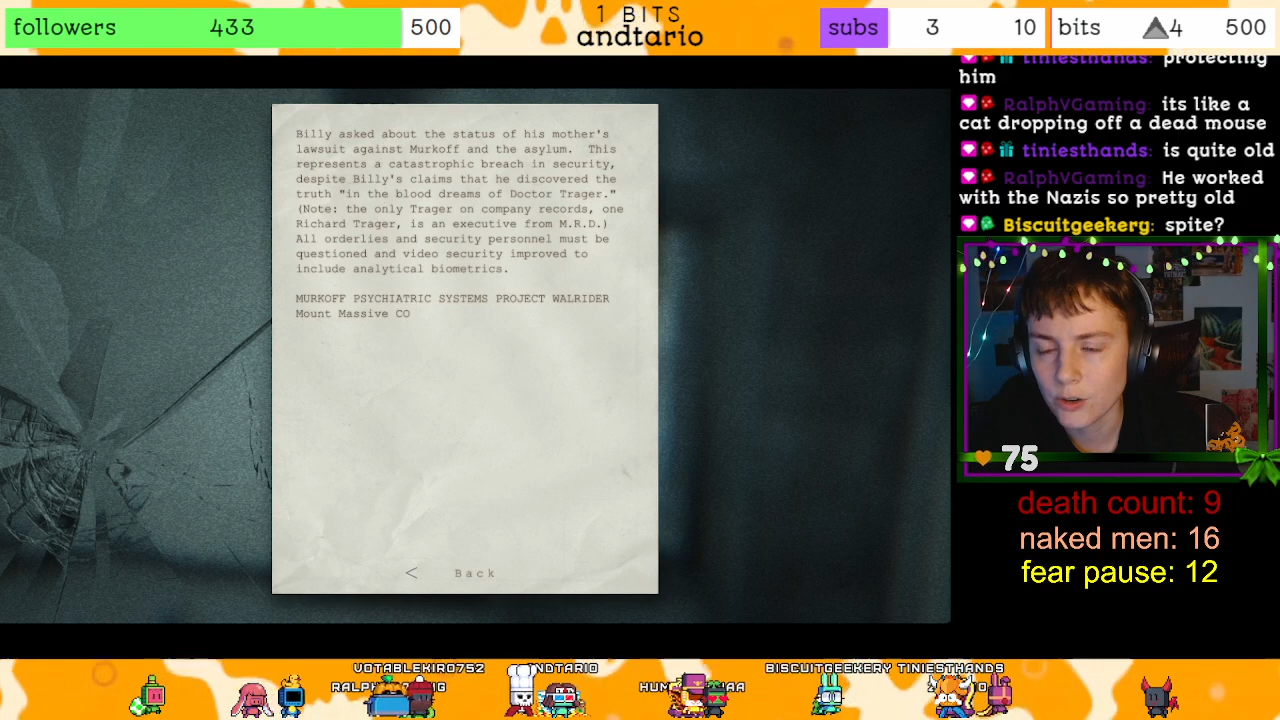 followers 433 500
1 BITS
andtario
subs 3 10
bits 4 500
tiniesthands: protecting
him
RalphVGaming: its like a
cat dropping off a dead mouse
tiniesthands: is quite old
RalphVGaming: He worked
with the Nazis so pretty old
Biscuitgeekery: spite?
Billy asked about the status of his mother's
lawsuit against Murkoff and the asylum. This
represents a catastrophic breach in security,
despite Billy's claims that he discovered the
truth "in the blood dreams of Doctor Trager."
(Note: the only Trager on company records, one
Richard Trager, is an executive from M.R.D.)
All orderlies and security personnel must be
questioned and video security improved to
include analytical biometrics.
MURKOFF PSYCHIATRIC SYSTEMS PROJECT WALRIDER
Mount Massive CO
< Back
75
death count: 9
naked men: 16
fear pause: 12
VOTABLEKIRO752 ANDTARIO BISCUITGEEKERY TINIESTHANDS